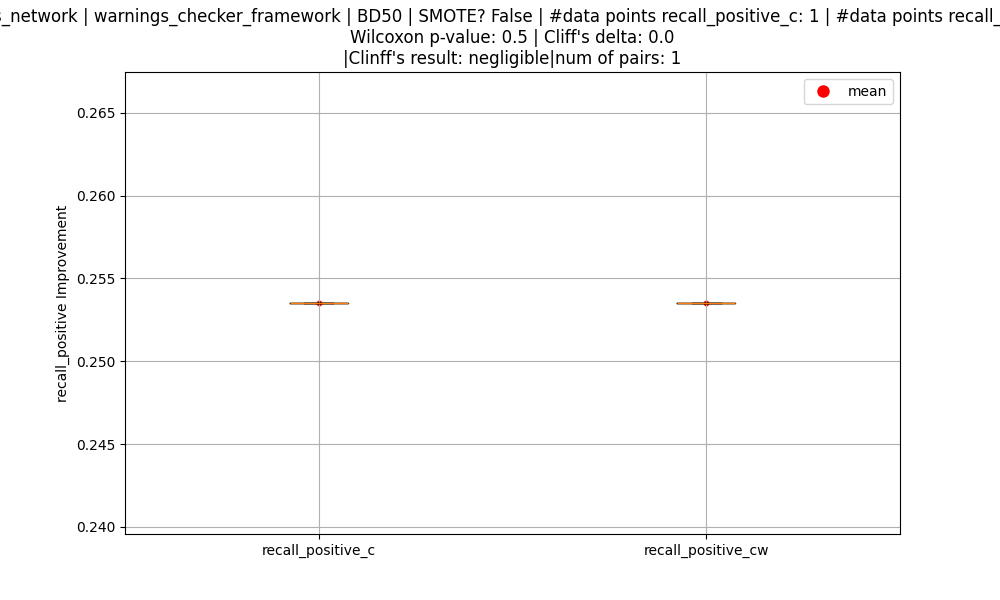 s_network | warnings_checker_framework | BD50 | SMOTE? False | #data points recall_positive_c: 1 | #data points recall_
Wilcoxon p-value: 0.5 | Cliff's delta: 0.0
|Clinff's result: negligible|num of pairs: 1
mean
0.265
0.260
0.255
0.250
0.245
0.240
recall_positive Improvement
recall_positive_c
recall_positive_cw